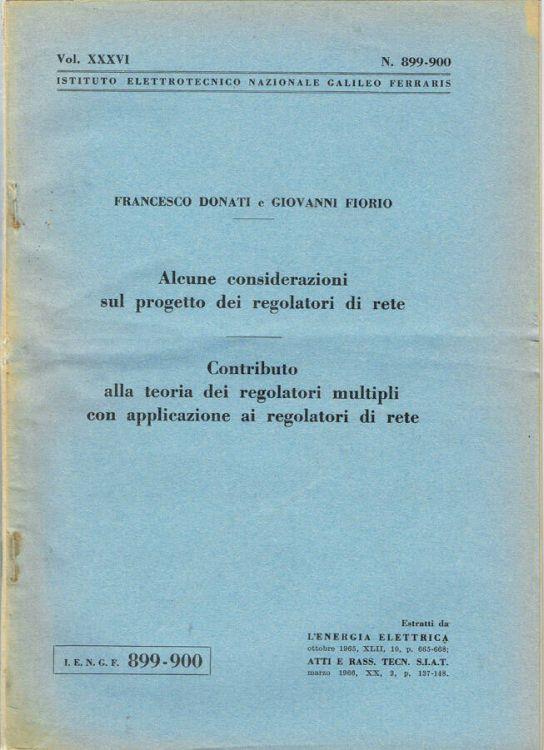 Vol. XXXVI N. 899-900
ISTITUTO ELETTROTECNICO NAZIONALE GALILEO FERRARIS
FRANCESCO DONATI e GIOVANNI FIORIO
Alcune considerazioni
sul progetto dei regolatori di rete
Contributo
alla teoria dei regolatori multipli
con applicazione ai regolatori di rete
Estratti da
L'ENERGIA ELETTRICA
ottobre 1965, XLII, 10, p. 665-668;
ATTI E RASS. TECN. S.I.A.T.
marzo 1966, XX, 3, p. 137-148.
I. E. N. G. F. 899-900